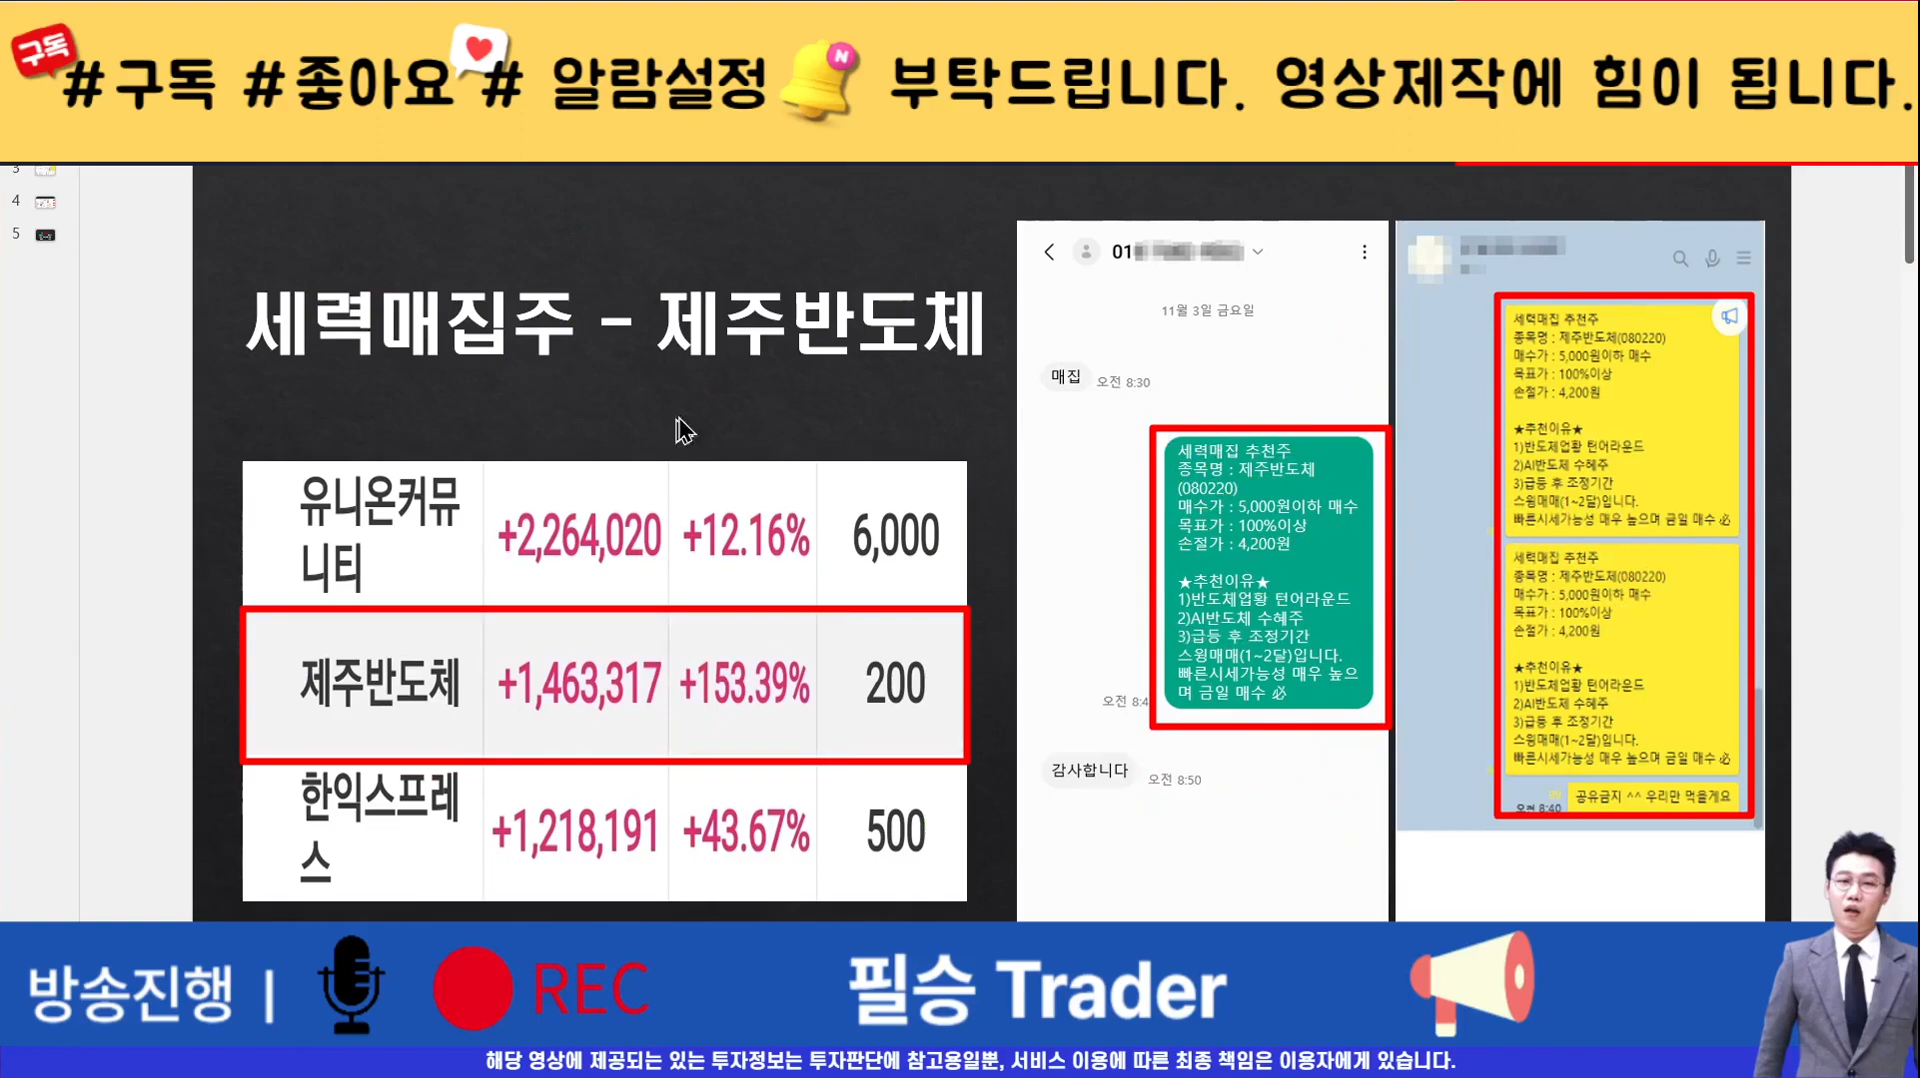 구독
#구독 #좋아요 # 알람설정 N 부탁드립니다. 영상제작에 힘이 됩니다.
3
4
5
세력매집주 - 제주반도체
유니온커뮤
니티
+2,264,020 +12.16% 6,000
제주반도체 +1,463,317 +153.39% 200
한익스프레
스
+1,218,191 +43.67% 500
01
11월 3일 금요일
매집 오전 8:30
세력매집 추천주
종목명 : 제주반도체
(080220)
매수가 : 5,000원이하 매수
목표가 : 100%이상
손절가 : 4,200원
★추천이유★
1)반도체업황 턴어라운드
2)AI반도체 수혜주
3)급등 후 조정기간
스윙매매(1~2달)입니다.
빠른시세가능성 매우 높으
며 금일 매수 必
오전 8:4
감사합니다 오전 8:50
세력매집 추천주
종목명 : 제주반도체(080220)
매수가 : 5,000원이하 매수
목표가 : 100%이상
손절가 : 4,200원
★추천이유★
1)반도체업황 턴어라운드
2)AI반도체 수혜주
3)급등 후 조정기간
스윙매매(1~2달)입니다.
빠른시세가능성 매우 높으며 금일 매수 必
세력매집 추천주
종목명 : 제주반도체(080220)
매수가 : 5,000원이하 매수
목표가 : 100%이상
손절가 : 4,200원
★추천이유★
1)반도체업황 턴어라운드
2)AI반도체 수혜주
3)급등 후 조정기간
스윙매매(1~2달)입니다.
빠른시세가능성 매우 높으며 금일 매수 必
오전 8:40 공유금지 ^^ 우리만 먹을게요
방송진행 | REC 필승 Trader
해당 영상에 제공되는 있는 투자정보는 투자판단에 참고용일뿐, 서비스 이용에 따른 최종 책임은 이용자에게 있습니다.